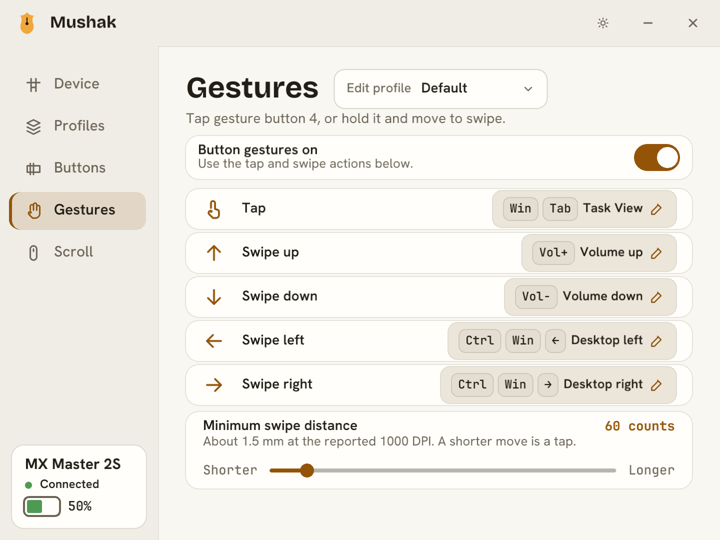 Mushak
Device
Profiles
Buttons
Gestures
Scroll
MX Master 2S
Connected
50%
Gestures
Edit profile Default
Tap gesture button 4, or hold it and move to swipe.
Button gestures on
Use the tap and swipe actions below.
Tap Win Tab Task View
Swipe up Vol+ Volume up
Swipe down Vol- Volume down
Swipe left Ctrl Win ← Desktop left
Swipe right Ctrl Win → Desktop right
Minimum swipe distance 60 counts
About 1.5 mm at the reported 1000 DPI. A shorter move is a tap.
Shorter Longer